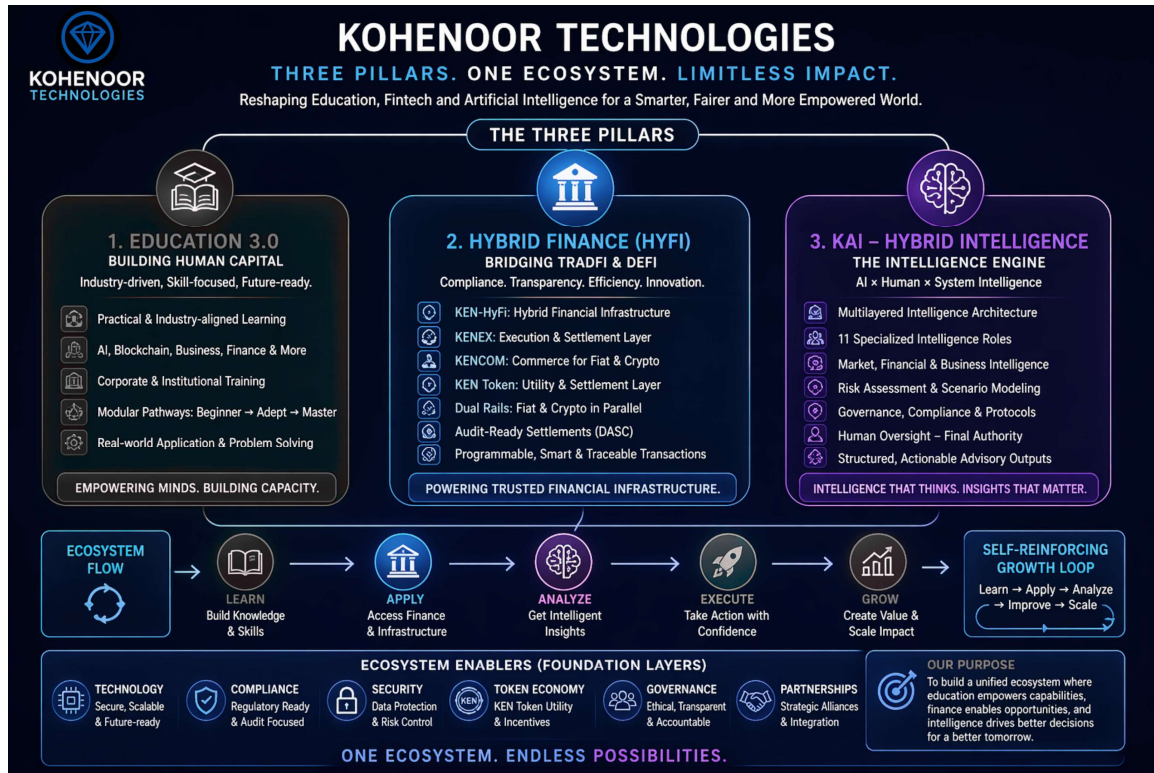 KOHENOOR
TECHNOLOGIES
KOHENOOR TECHNOLOGIES
THREE PILLARS. ONE ECOSYSTEM. LIMITLESS IMPACT.
Reshaping Education, Fintech and Artificial Intelligence for a Smarter, Fairer and More Empowered World.
THE THREE PILLARS
1. EDUCATION 3.0
BUILDING HUMAN CAPITAL
Industry-driven, Skill-focused, Future-ready.
Practical & Industry-aligned Learning
AI, Blockchain, Business, Finance & More
Corporate & Institutional Training
Modular Pathways: Beginner → Adept → Master
Real-world Application & Problem Solving
EMPOWERING MINDS. BUILDING CAPACITY.
2. HYBRID FINANCE (HYFI)
BRIDGING TRADFI & DEFI
Compliance. Transparency. Efficiency. Innovation.
KEN-HyFi: Hybrid Financial Infrastructure
KENEX: Execution & Settlement Layer
KENCOM: Commerce for Fiat & Crypto
KEN Token: Utility & Settlement Layer
Dual Rails: Fiat & Crypto in Parallel
Audit-Ready Settlements (DASC)
Programmable, Smart & Traceable Transactions
POWERING TRUSTED FINANCIAL INFRASTRUCTURE.
3. KAI – HYBRID INTELLIGENCE
THE INTELLIGENCE ENGINE
AI × Human × System Intelligence
Multilayered Intelligence Architecture
11 Specialized Intelligence Roles
Market, Financial & Business Intelligence
Risk Assessment & Scenario Modeling
Governance, Compliance & Protocols
Human Oversight – Final Authority
Structured, Actionable Advisory Outputs
INTELLIGENCE THAT THINKS. INSIGHTS THAT MATTER.
ECOSYSTEM
FLOW
LEARN
Build Knowledge
& Skills
APPLY
Access Finance
& Infrastructure
ANALYZE
Get Intelligent
Insights
EXECUTE
Take Action with
Confidence
GROW
Create Value &
Scale Impact
SELF-REINFORCING
GROWTH LOOP
Learn → Apply → Analyze
→ Improve → Scale
ECOSYSTEM ENABLERS (FOUNDATION LAYERS)
TECHNOLOGY
Secure, Scalable
& Future-ready
COMPLIANCE
Regulatory Ready
& Audit Focused
SECURITY
Data Protection
& Risk Control
KEN
TOKEN ECONOMY
KEN Token Utility
& Incentives
GOVERNANCE
Ethical, Transparent
& Accountable
PARTNERSHIPS
Strategic Alliances
& Integration
OUR PURPOSE
To build a unified ecosystem where
education empowers capabilities,
finance enables opportunities, and
intelligence drives better decisions
for a better tomorrow.
ONE ECOSYSTEM. ENDLESS POSSIBILITIES.